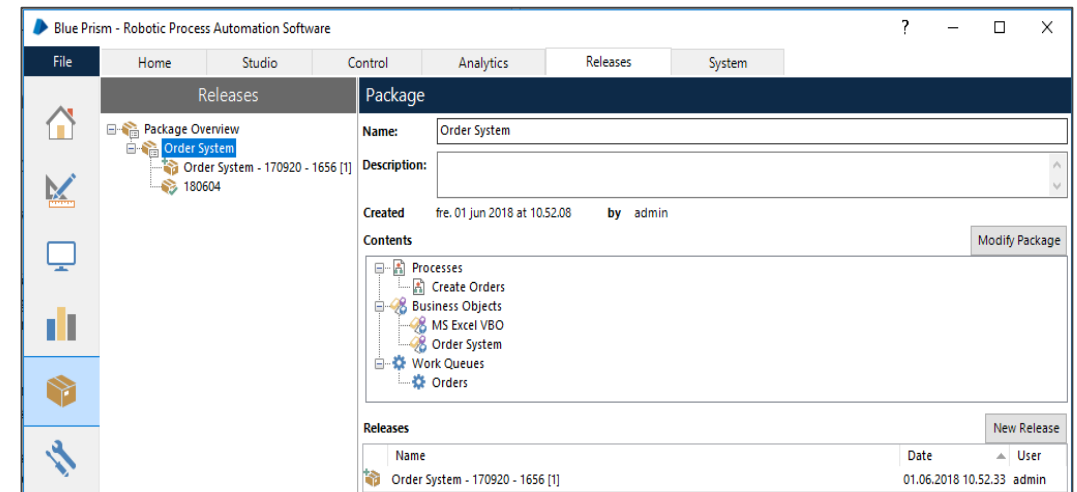 Blue Prism - Robotic Process Automation Software ?
File Home Studio Control Analytics Releases System
Releases
Package Overview
Order System
Order System - 170920 - 1656 [1]
180604
Package
Name: Order System
Description:
Created fre. 01 jun 2018 at 10.52.08 by admin
Contents Modify Package
Processes
Create Orders
Business Objects
MS Excel VBO
Order System
Work Queues
Orders
Releases New Release
Name Date User
Order System - 170920 - 1656 [1] 01.06.2018 10.52.33 admin